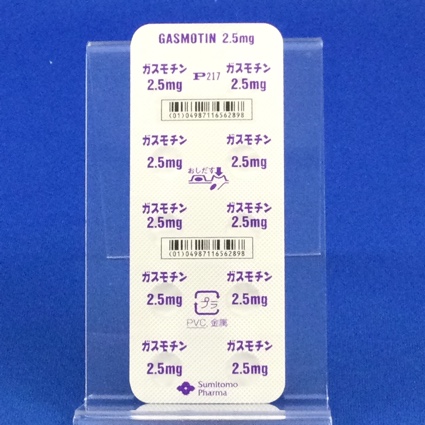 GASMOTIN 2.5mg
ガスモチン P217 ガスモチン
2.5mg 2.5mg
(01)04987116562898
ガスモチン ガスモチン
2.5mg 2.5mg
おしだす
ガスモチン ガスモチン
2.5mg 2.5mg
(01)04987116562898
ガスモチン ガスモチン
2.5mg プラ 2.5mg
PVC, 金属
ガスモチン ガスモチン
2.5mg 2.5mg
Sumitomo
Pharma